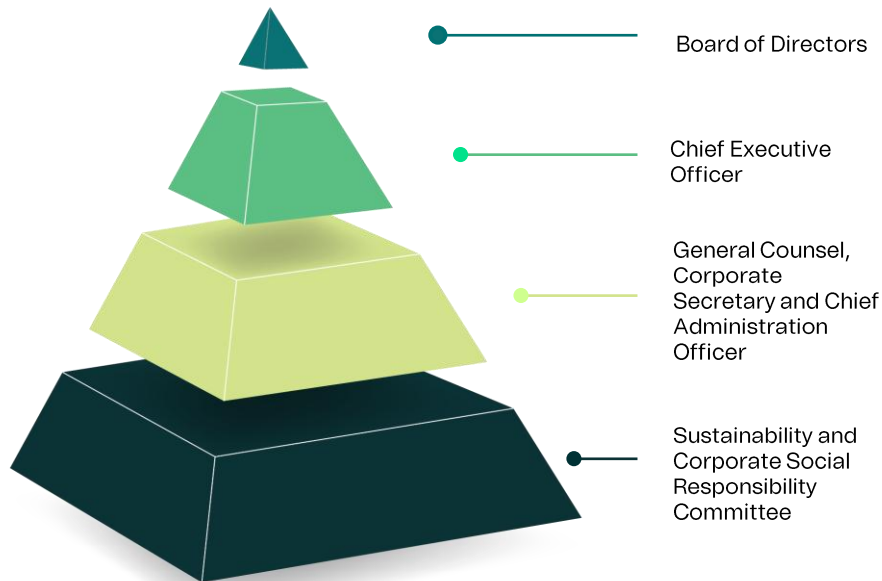 Board of Directors
Chief Executive
Officer
General Counsel,
Corporate
Secretary and Chief
Administration
Officer
Sustainability and
Corporate Social
Responsibility
Committee